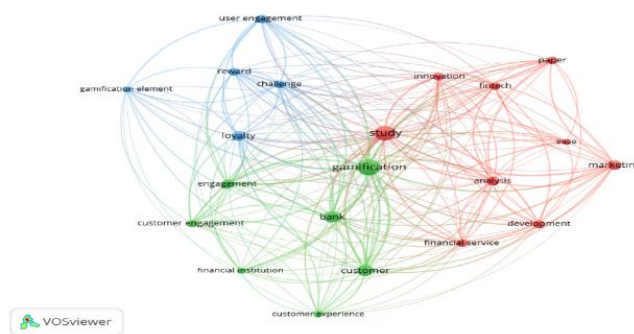 user engagement
paper
reward
innovation
challenge
fintech
gamification element
study
loyalty
ease
gamification
marketin
engagement
analysis
bank
customer engagement
development
financial service
financial institution
customer
customer experience
VOSviewer